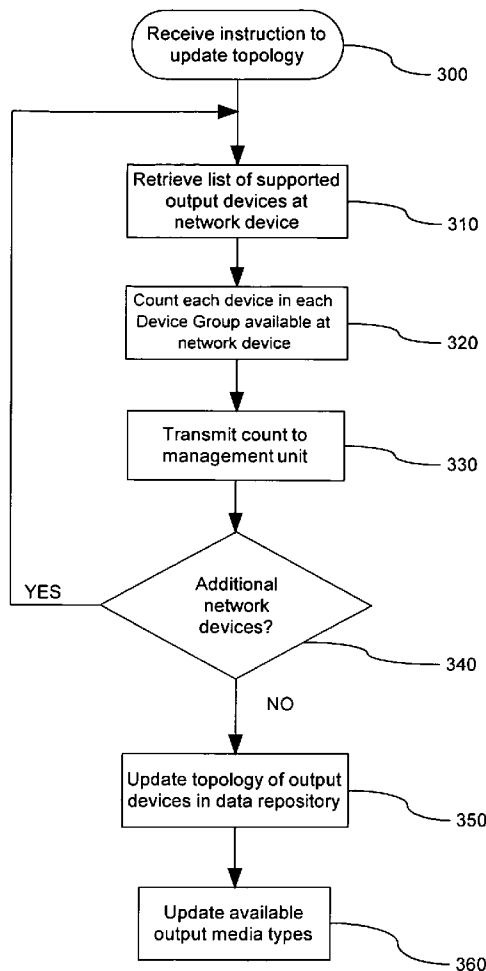 Receive instruction to
update topology
300
Retrieve list of supported
output devices at
network device
310
Count each device in each
Device Group available at
network device
320
Transmit count to
management unit
330
YES
Additional
network
devices?
340
NO
Update topology of output
devices in data repository
350
Update available
output media types
360